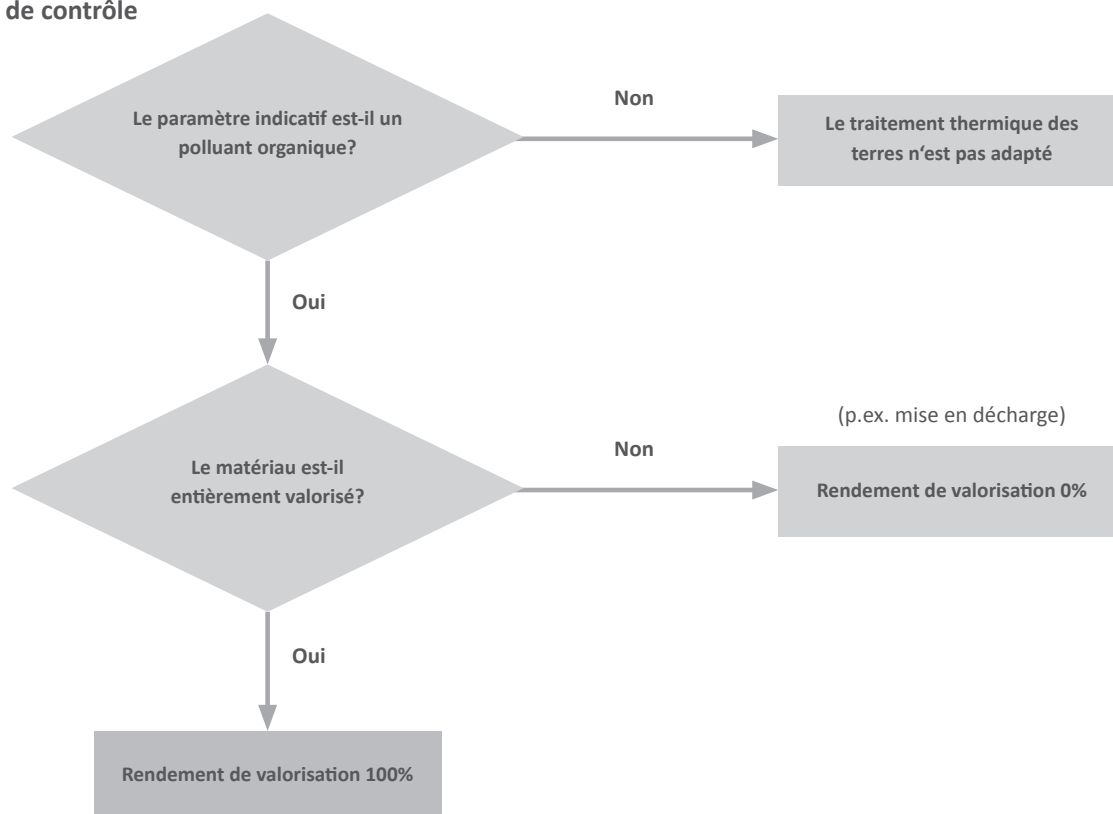 de contrôle
Le paramètre indicatif est-il un
polluant organique?
Non
Le traitement thermique des
terres n‘est pas adapté
Oui
Le matériau est-il
entièrement valorisé?
Non
(p.ex. mise en décharge)
Rendement de valorisation 0%
Oui
Rendement de valorisation 100%